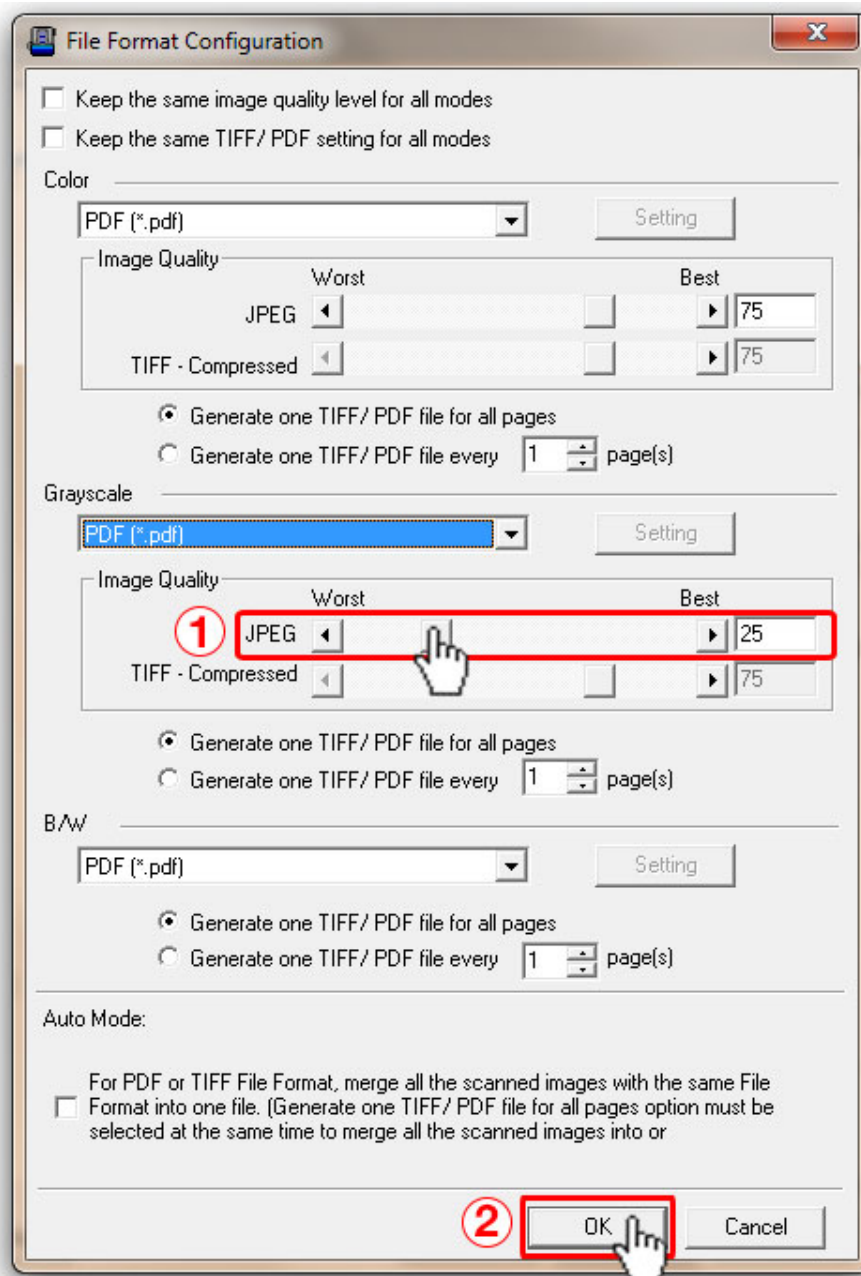 File Format Configuration
Keep the same image quality level for all modes
Keep the same TIFF/ PDF setting for all modes
Color
PDF (*.pdf) Setting
Image Quality
Worst Best
JPEG 75
TIFF - Compressed 75
Generate one TIFF/ PDF file for all pages
Generate one TIFF/ PDF file every 1 page(s)
Grayscale
PDF (*.pdf) Setting
Image Quality
Worst Best
1 JPEG 25
TIFF - Compressed 75
Generate one TIFF/ PDF file for all pages
Generate one TIFF/ PDF file every 1 page(s)
B/W
PDF (*.pdf) Setting
Generate one TIFF/ PDF file for all pages
Generate one TIFF/ PDF file every 1 page(s)
Auto Mode:
For PDF or TIFF File Format, merge all the scanned images with the same File
Format into one file. (Generate one TIFF/ PDF file for all pages option must be
selected at the same time to merge all the scanned images into or
2 OK Cancel